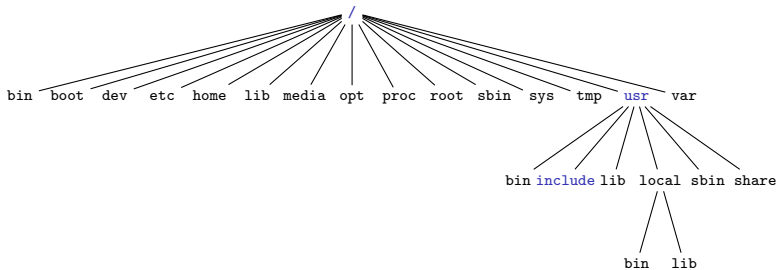 /
bin boot dev etc home lib media opt proc root sbin sys tmp usr var
bin include lib local sbin share
bin lib